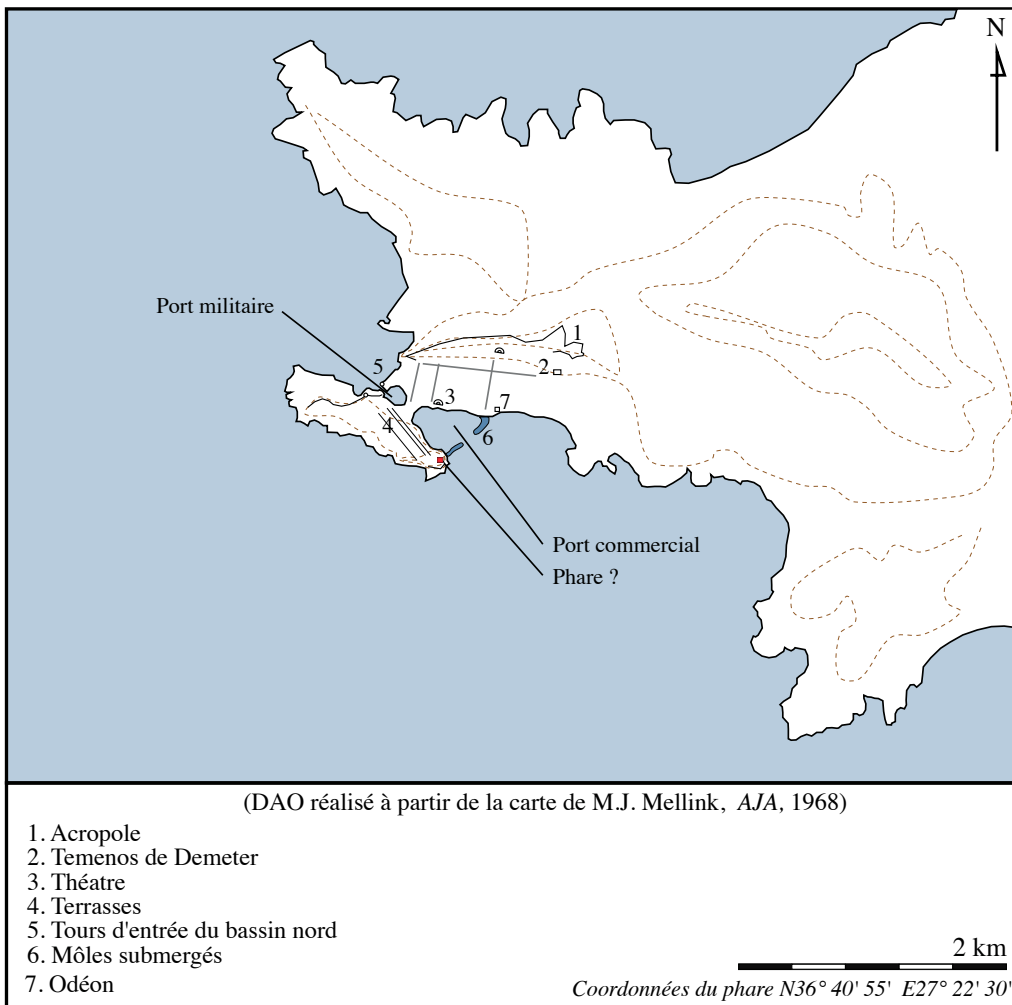 N
Port militaire
1
5
2
3
7
4
6
Port commercial
Phare ?
(DAO réalisé à partir de la carte de M.J. Mellink, AJA, 1968)
1. Acropole
2. Temenos de Demeter
3. Théatre
4. Terrasses
5. Tours d'entrée du bassin nord
6. Môles submergés
7. Odéon
2 km
Coordonnées du phare N36° 40' 55' E27° 22' 30'